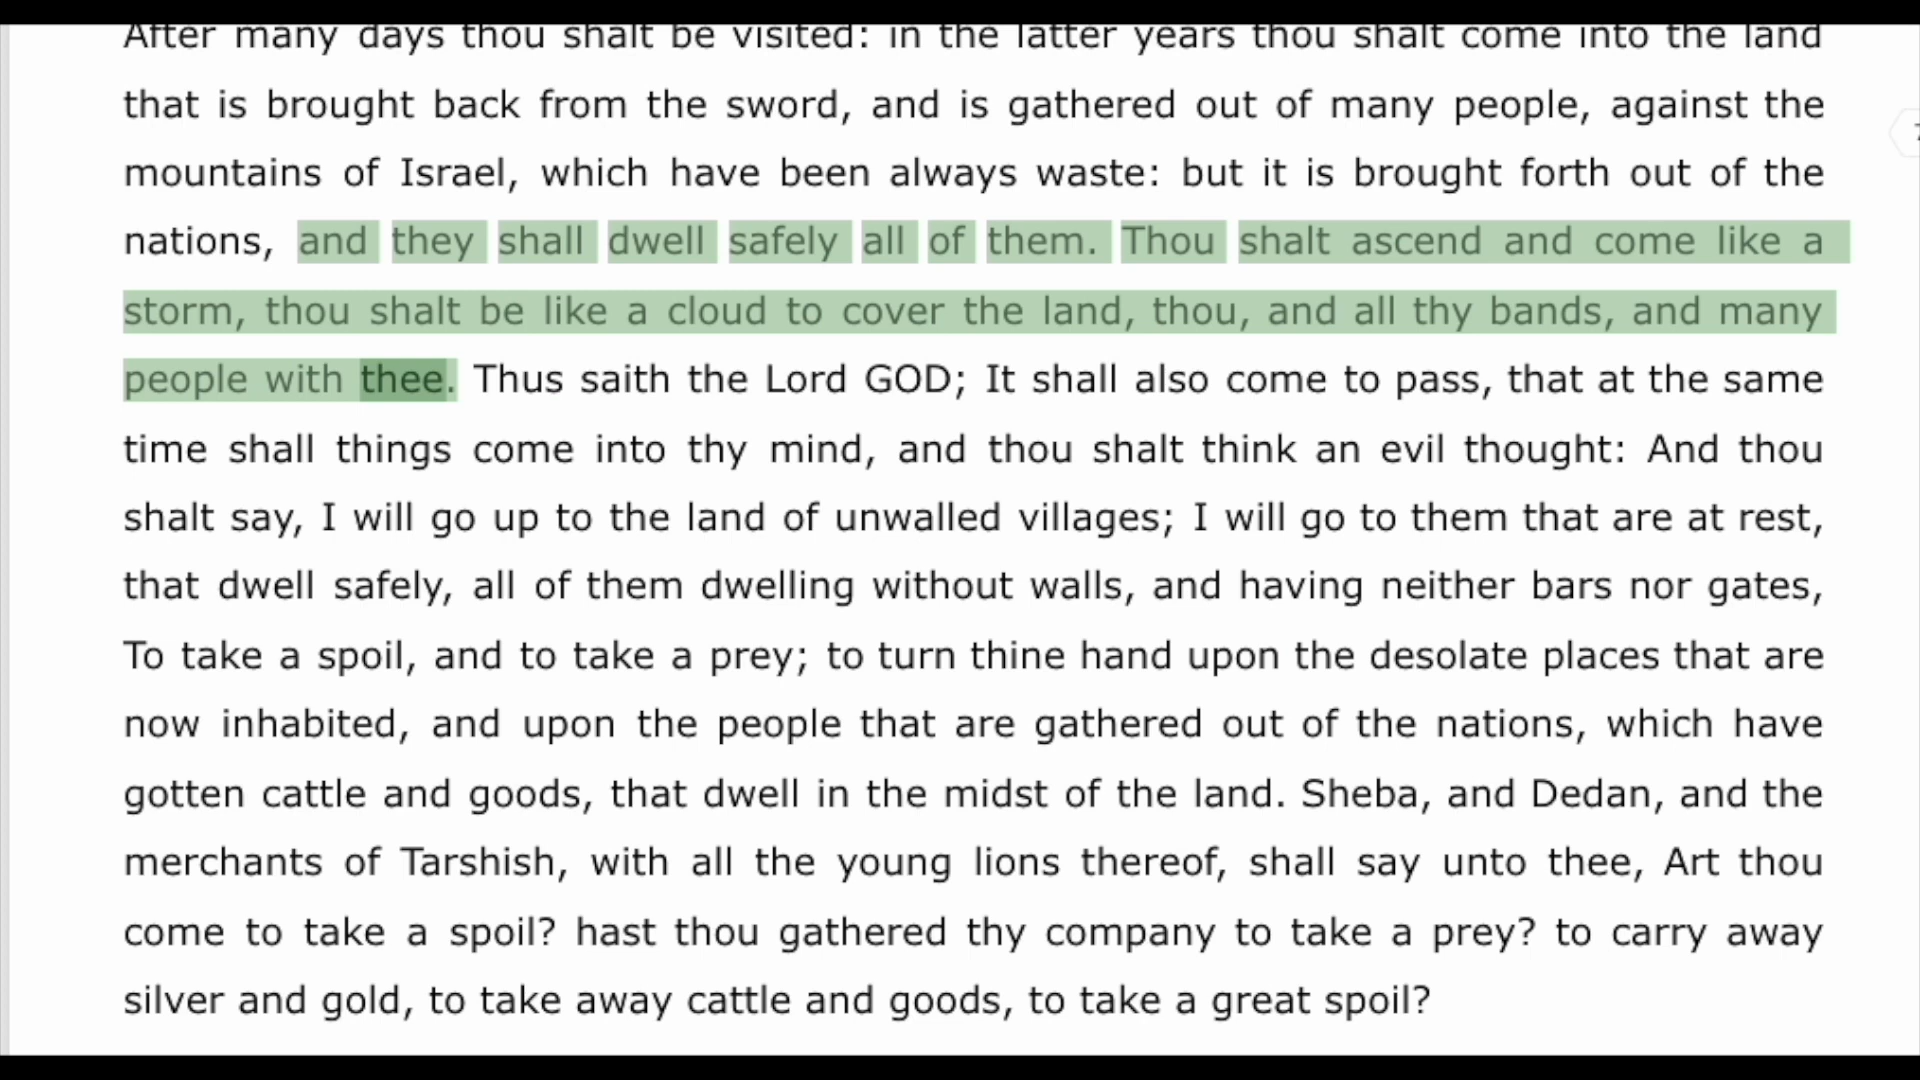 After many days thou shalt be visited: in the latter years thou shalt come into the land
that is brought back from the sword, and is gathered out of many people, against the
mountains of Israel, which have been always waste: but it is brought forth out of the
nations, and they shall dwell safely all of them. Thou shalt ascend and come like a
storm, thou shalt be like a cloud to cover the land, thou, and all thy bands, and many
people with thee. Thus saith the Lord GOD; It shall also come to pass, that at the same
time shall things come into thy mind, and thou shalt think an evil thought: And thou
shalt say, I will go up to the land of unwalled villages; I will go to them that are at rest,
that dwell safely, all of them dwelling without walls, and having neither bars nor gates,
To take a spoil, and to take a prey; to turn thine hand upon the desolate places that are
now inhabited, and upon the people that are gathered out of the nations, which have
gotten cattle and goods, that dwell in the midst of the land. Sheba, and Dedan, and the
merchants of Tarshish, with all the young lions thereof, shall say unto thee, Art thou
come to take a spoil? hast thou gathered thy company to take a prey? to carry away
silver and gold, to take away cattle and goods, to take a great spoil?